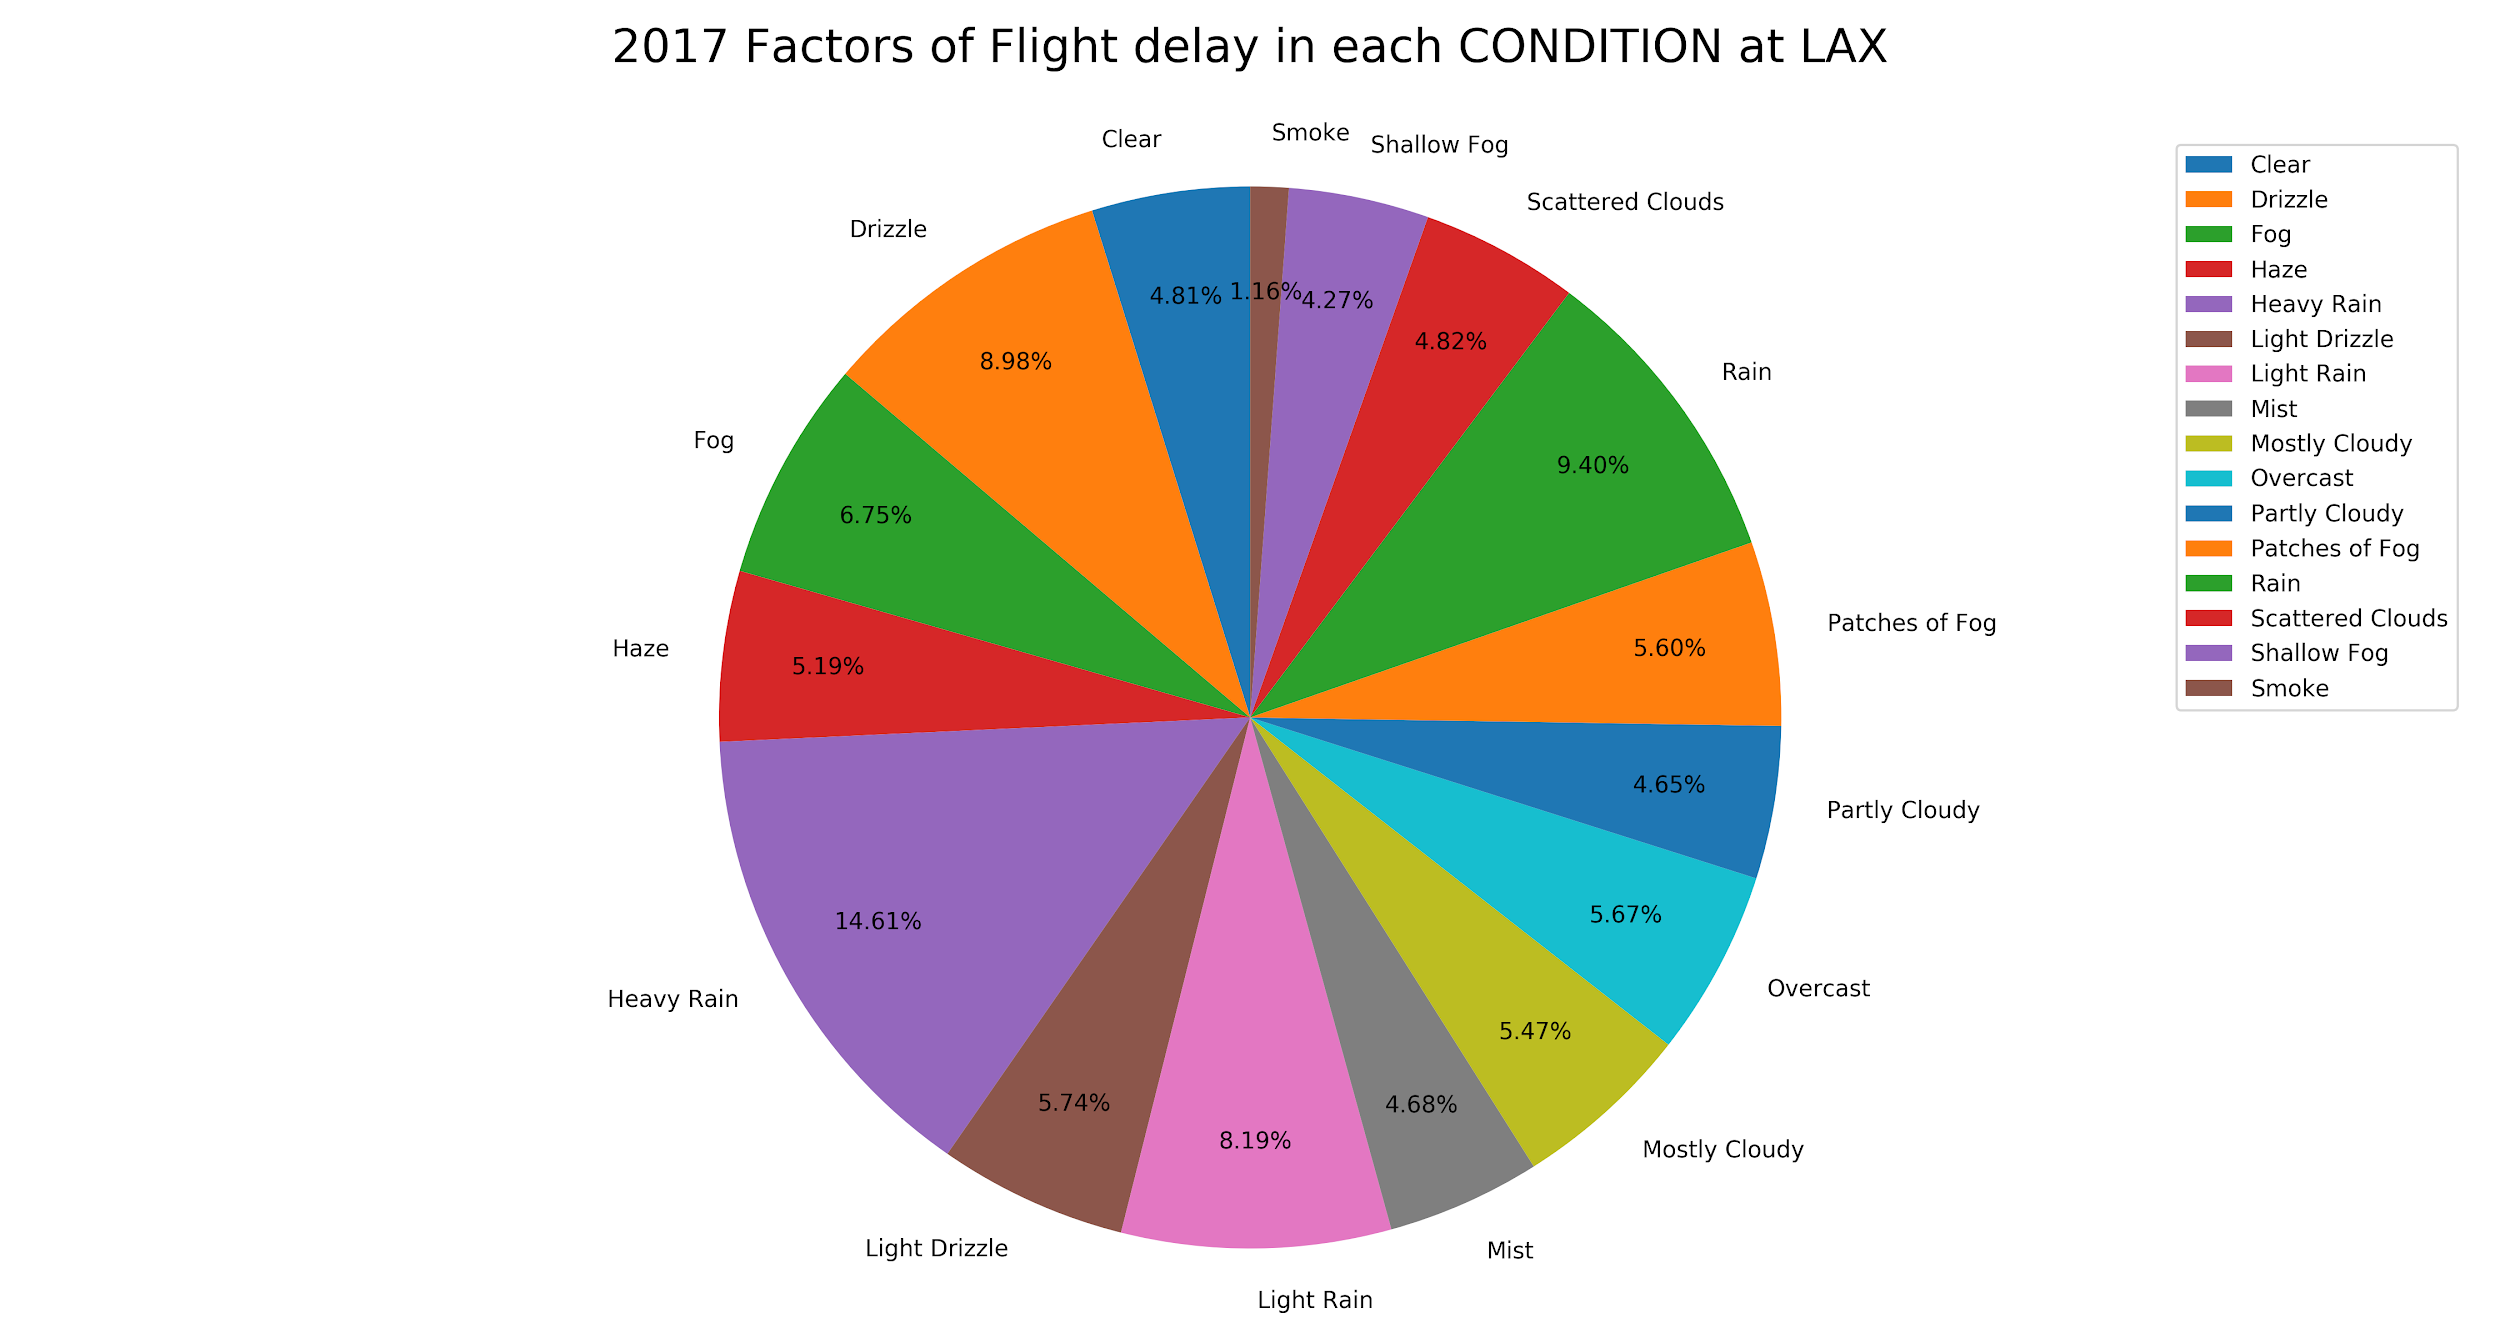 2017 Factors of Flight delay in each CONDITION at LAX
Clear
Smoke
Shallow Fog
Scattered Clouds
Drizzle
Rain
Fog
Patches of Fog
Haze
Partly Cloudy
Heavy Rain
Overcast
Mostly Cloudy
Light Drizzle
Mist
Light Rain
4.81%
1.16%
4.27%
4.82%
8.98%
9.40%
6.75%
5.60%
5.19%
4.65%
14.61%
5.67%
5.47%
5.74%
4.68%
8.19%
Clear
Drizzle
Fog
Haze
Heavy Rain
Light Drizzle
Light Rain
Mist
Mostly Cloudy
Overcast
Partly Cloudy
Patches of Fog
Rain
Scattered Clouds
Shallow Fog
Smoke